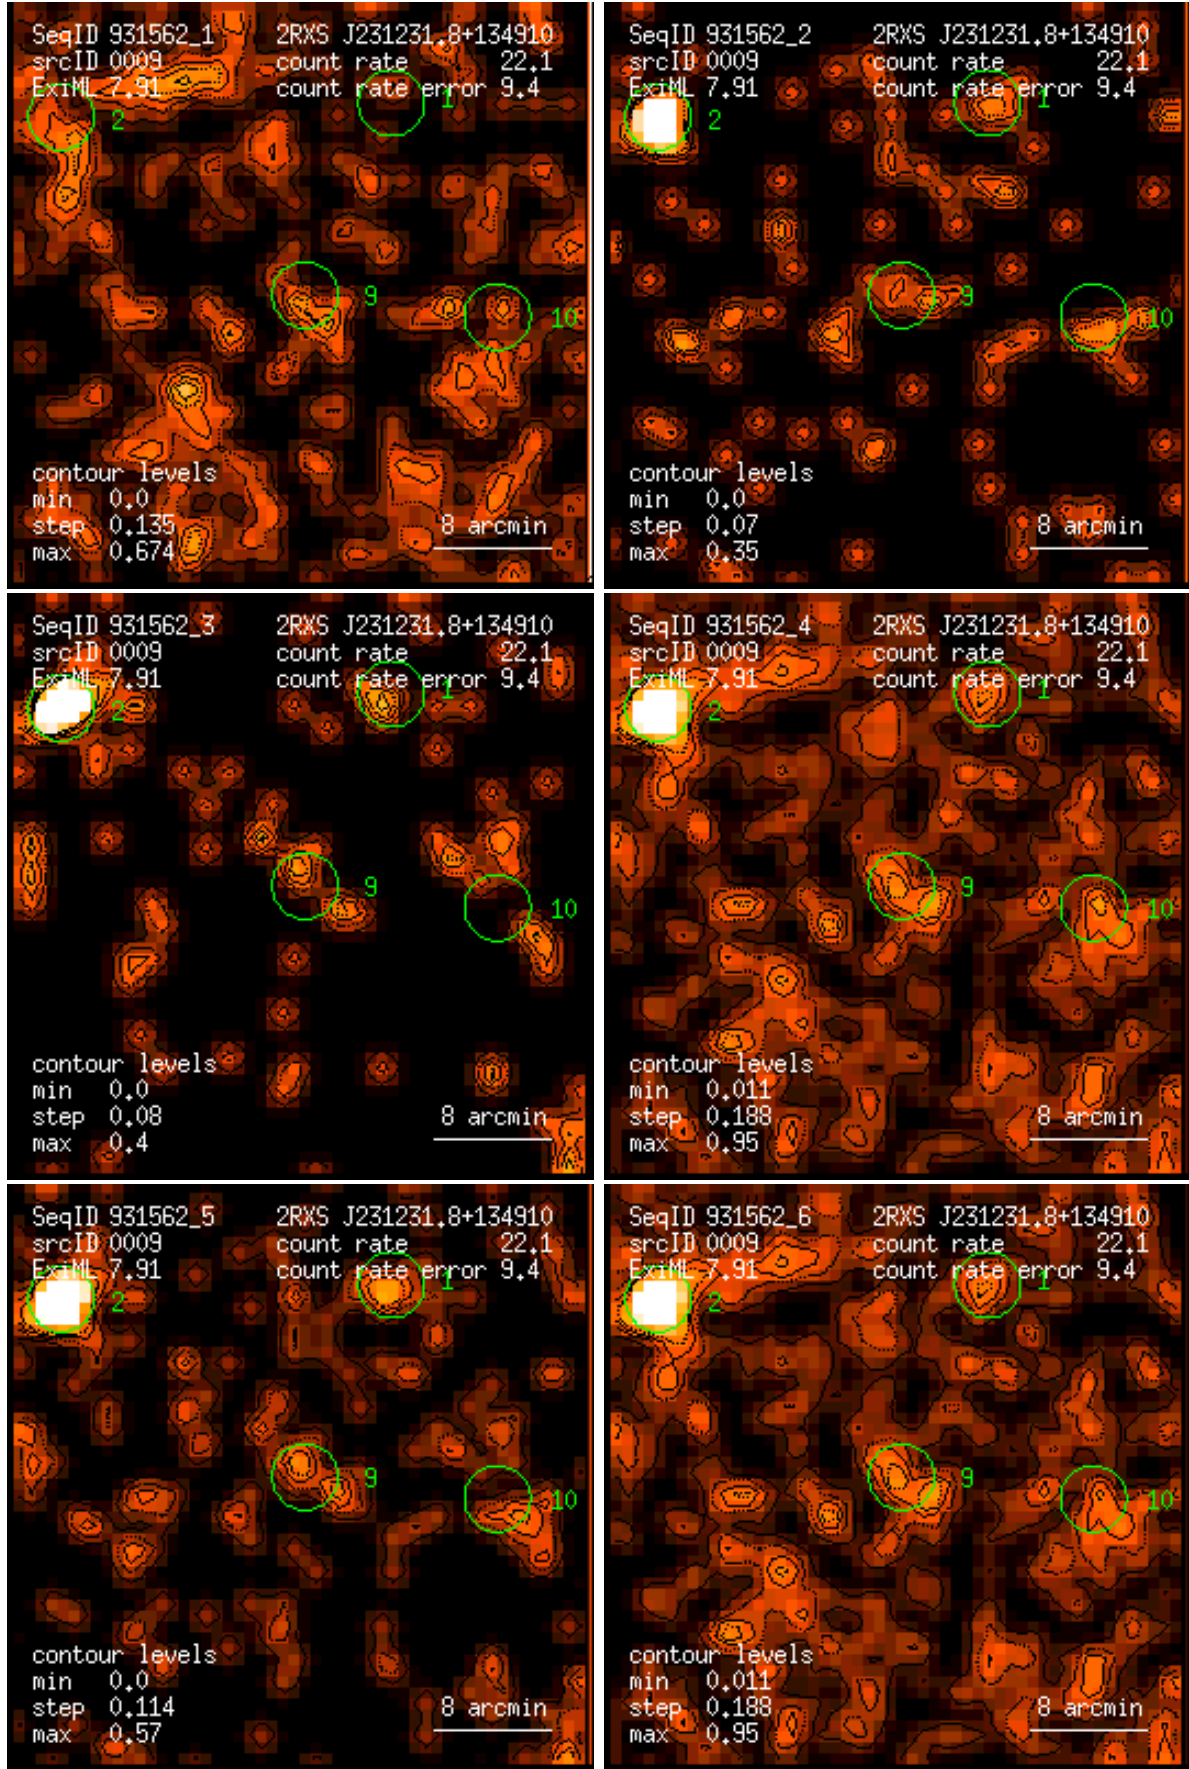 SeqID 931562_1 2RXS J231231.8+134910
srcID 0009 count rate 22.1
ExiML 7.91 count rate error 9.4
1
2
9
10
contour levels
min 0.0
step 0.135
max 0.674
8 arcmin
SeqID 931562_2 2RXS J231231.8+134910
srcID 0009 count rate 22.1
ExiML 7.91 count rate error 9.4
1
2
9
10
contour levels
min 0.0
step 0.07
max 0.35
8 arcmin
SeqID 931562_3 2RXS J231231.8+134910
srcID 0009 count rate 22.1
ExiML 7.91 count rate error 9.4
1
2
9
10
contour levels
min 0.0
step 0.08
max 0.4
8 arcmin
SeqID 931562_4 2RXS J231231.8+134910
srcID 0009 count rate 22.1
ExiML 7.91 count rate error 9.4
1
2
9
10
contour levels
min 0.011
step 0.188
max 0.95
8 arcmin
SeqID 931562_5 2RXS J231231.8+134910
srcID 0009 count rate 22.1
ExiML 7.91 count rate error 9.4
1
2
9
10
contour levels
min 0.0
step 0.114
max 0.57
8 arcmin
SeqID 931562_6 2RXS J231231.8+134910
srcID 0009 count rate 22.1
ExiML 7.91 count rate error 9.4
1
2
9
10
contour levels
min 0.011
step 0.188
max 0.95
8 arcmin